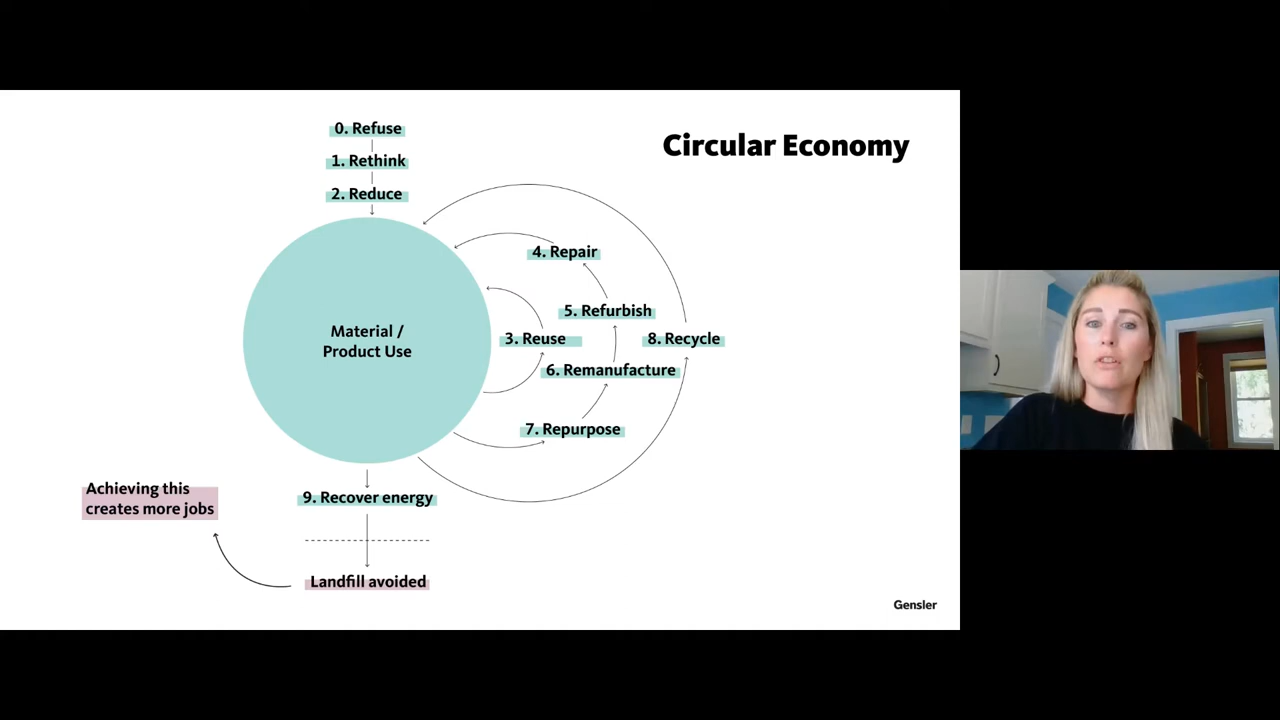 Circular Economy
0. Refuse
1. Rethink
2. Reduce
Material /
Product Use
3. Reuse
4. Repair
5. Refurbish
6. Remanufacture
7. Repurpose
8. Recycle
9. Recover energy
Landfill avoided
Achieving this
creates more jobs
Gensler